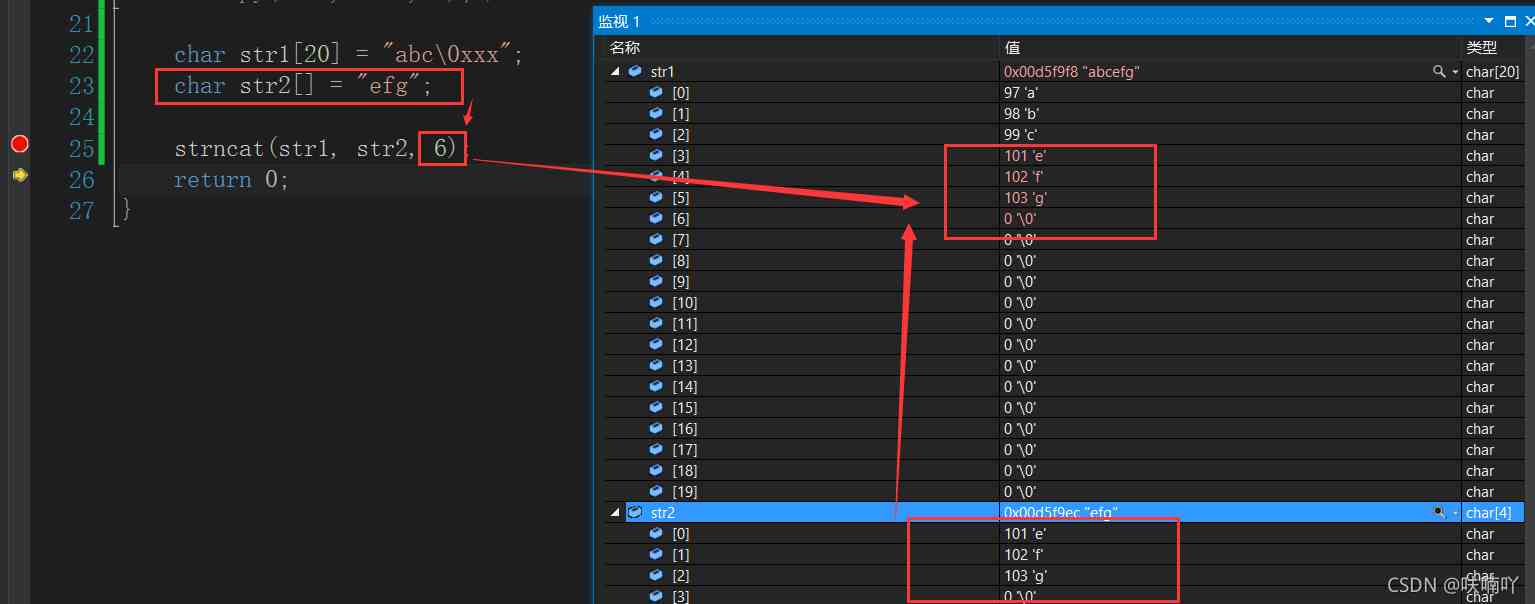 21
22 char str1[20] = "abc\0xxx";
23 char str2[] = "efg";
24
25 strncat(str1, str2, 6)
26 return 0;
27 }
监视 1
名称 值 类型
str1 0x00d5f9f8 "abcefg" char[20]
[0] 97 'a' char
[1] 98 'b' char
[2] 99 'c' char
[3] 101 'e' char
[4] 102 'f' char
[5] 103 'g' char
[6] 0 '\0' char
[7] 0 '\0' char
[8] 0 '\0' char
[9] 0 '\0' char
[10] 0 '\0' char
[11] 0 '\0' char
[12] 0 '\0' char
[13] 0 '\0' char
[14] 0 '\0' char
[15] 0 '\0' char
[16] 0 '\0' char
[17] 0 '\0' char
[18] 0 '\0' char
[19] 0 '\0' char
str2 0x00d5f9ec "efg" char[4]
[0] 101 'e' char
[1] 102 'f' char
[2] 103 'g' char
[3] 0 '\0' char
CSDN @呋喃吖